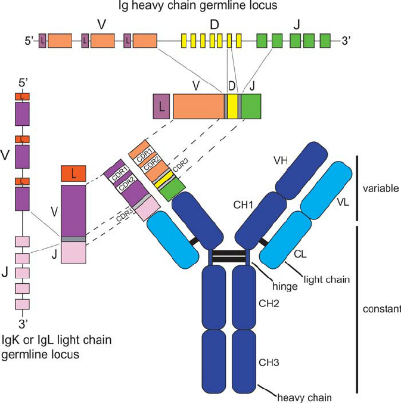 Ig heavy chain germline locus
V D J
5' L L L 3'
L V D J
5'
L
L
L
V
J
3'
L
V
J
CDR1
CDR2
CDR3
CDR1
CDR2
CDR3
VH
VL
CH1
CL
variable
light chain
hinge
CH2
constant
CH3
heavy chain
IgK or IgL light chain
germline locus